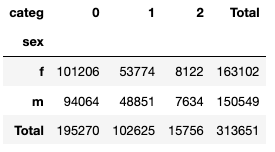 categ 0 1 2 Total
sex
f 101206 53774 8122 163102
m 94064 48851 7634 150549
Total 195270 102625 15756 313651